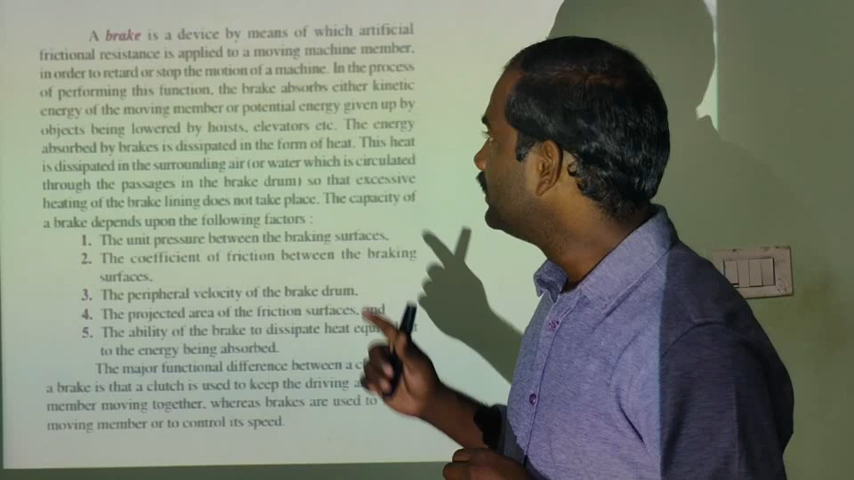 A brake is a device by means of which artificial
frictional resistance is applied to a moving machine member,
in order to retard or stop the motion of a machine. In the process
of performing this function, the brake absorbs either kinetic
energy of the moving member or potential energy given up by
objects being lowered by hoists, elevators etc. The energy
absorbed by brakes is dissipated in the form of heat. This heat
is dissipated in the surrounding air (or water which is circulated
through the passages in the brake drum) so that excessive
heating of the brake lining does not take place. The capacity of
a brake depends upon the following factors :
1. The unit pressure between the braking surfaces,
2. The coefficient of friction between the braking
surfaces,
3. The peripheral velocity of the brake drum.
4. The projected area of the friction surfaces, and
5. The ability of the brake to dissipate heat
to the energy being absorbed.
The major functional difference between a
a brake is that a clutch is used to keep the driving
member moving together, whereas brakes are used to
moving member or to control its speed.